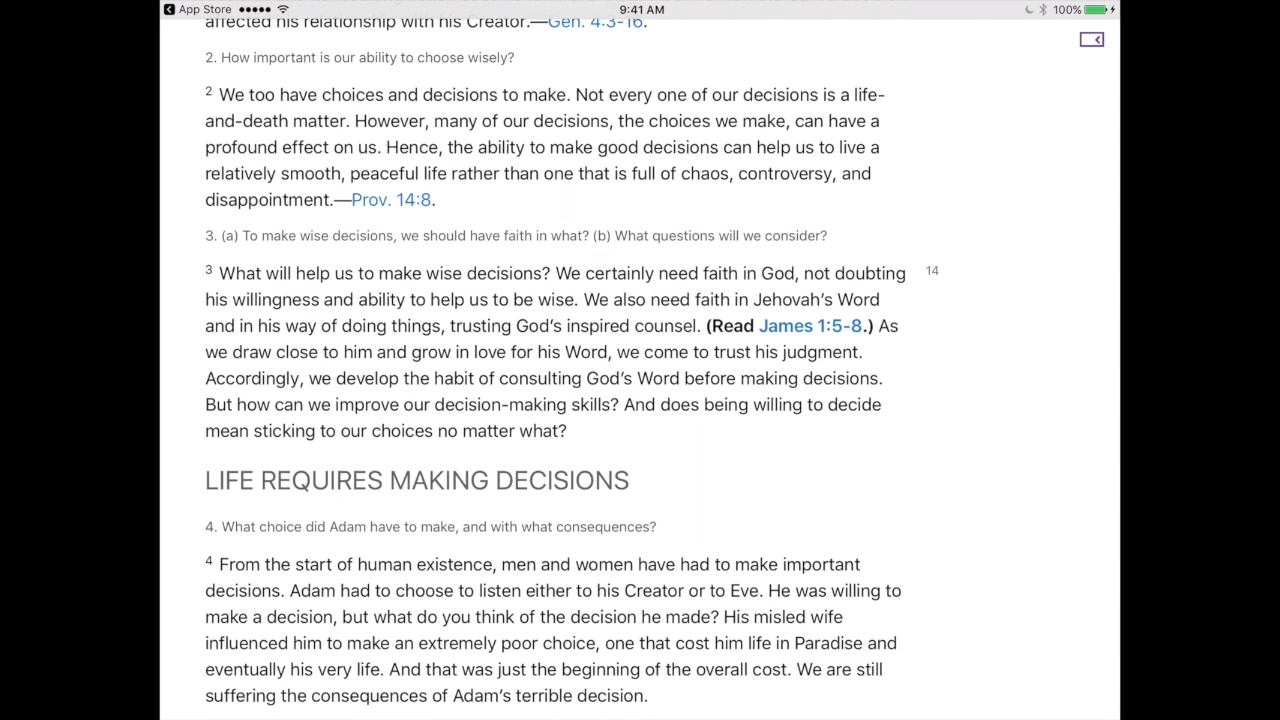 App Store 9:41 AM 100%
affected his relationship with his Creator.—Gen. 4:3-16.
2. How important is our ability to choose wisely?
2 We too have choices and decisions to make. Not every one of our decisions is a life-
and-death matter. However, many of our decisions, the choices we make, can have a
profound effect on us. Hence, the ability to make good decisions can help us to live a
relatively smooth, peaceful life rather than one that is full of chaos, controversy, and
disappointment.—Prov. 14:8.
3. (a) To make wise decisions, we should have faith in what? (b) What questions will we consider?
3 What will help us to make wise decisions? We certainly need faith in God, not doubting 14
his willingness and ability to help us to be wise. We also need faith in Jehovah’s Word
and in his way of doing things, trusting God’s inspired counsel. (Read James 1:5-8.) As
we draw close to him and grow in love for his Word, we come to trust his judgment.
Accordingly, we develop the habit of consulting God’s Word before making decisions.
But how can we improve our decision-making skills? And does being willing to decide
mean sticking to our choices no matter what?
LIFE REQUIRES MAKING DECISIONS
4. What choice did Adam have to make, and with what consequences?
4 From the start of human existence, men and women have had to make important
decisions. Adam had to choose to listen either to his Creator or to Eve. He was willing to
make a decision, but what do you think of the decision he made? His misled wife
influenced him to make an extremely poor choice, one that cost him life in Paradise and
eventually his very life. And that was just the beginning of the overall cost. We are still
suffering the consequences of Adam’s terrible decision.